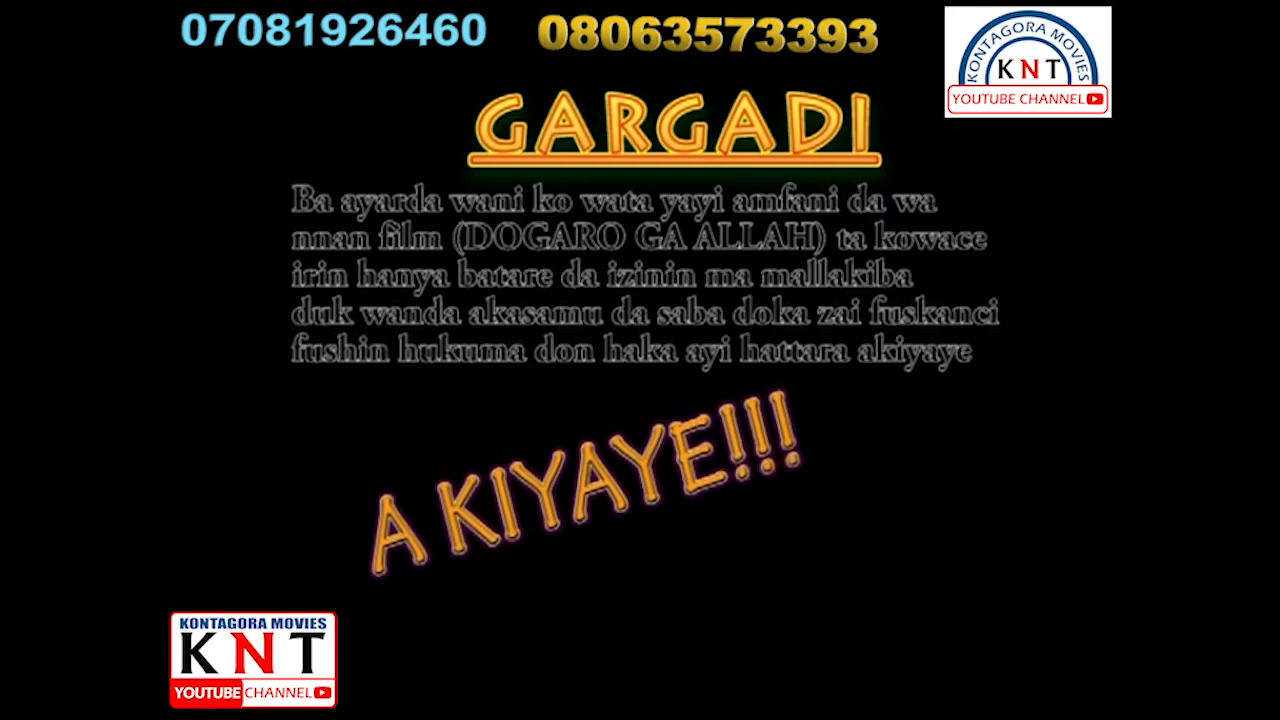 07081926460 08063573393
KONTAGORA MOVIES
KNT
YOUTUBE CHANNEL
GARGADI
Ba ayarda wani ko wata yayi amfani da wa
nnan film (DOGARO GA ALLAH) ta kowace
irin hanya batare da izinin ma mallakiba
duk wanda akasamu da saba doka zai fuskanci
fushin hukuma don haka ayi hattara akiyaye
A KIYAYE!!!
KONTAGORA MOVIES
KNT
YOUTUBE CHANNEL